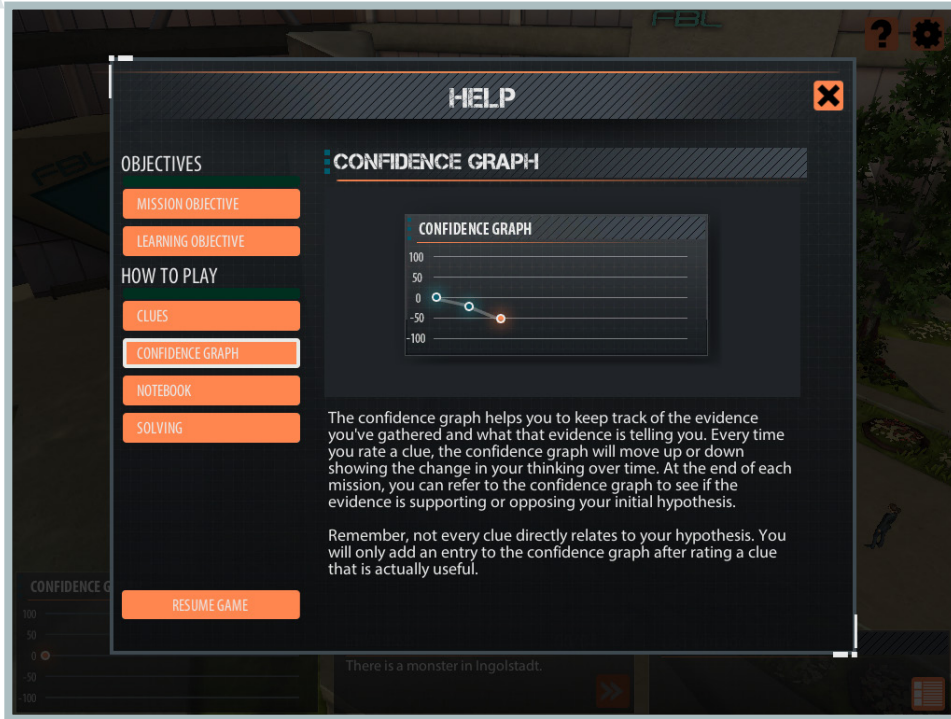 FBL
?
HELP
FBL
OBJECTIVES
MISSION OBJECTIVE
LEARNING OBJECTIVE
HOW TO PLAY
CLUES
CONFIDENCE GRAPH
NOTEBOOK
SOLVING
RESUME GAME
CONFIDENCE GRAPH
CONFIDENCE GRAPH
100
50
0
-50
-100
The confidence graph helps you to keep track of the evidence
you've gathered and what that evidence is telling you. Every time
you rate a clue, the confidence graph will move up or down
showing the change in your thinking over time. At the end of each
mission, you can refer to the confidence graph to see if the
evidence is supporting or opposing your initial hypothesis.
Remember, not every clue directly relates to your hypothesis. You
will only add an entry to the confidence graph after rating a clue
that is actually useful.
CONFIDENCE G
100
50
0
-50
-100
There is a monster in Ingolstadt.